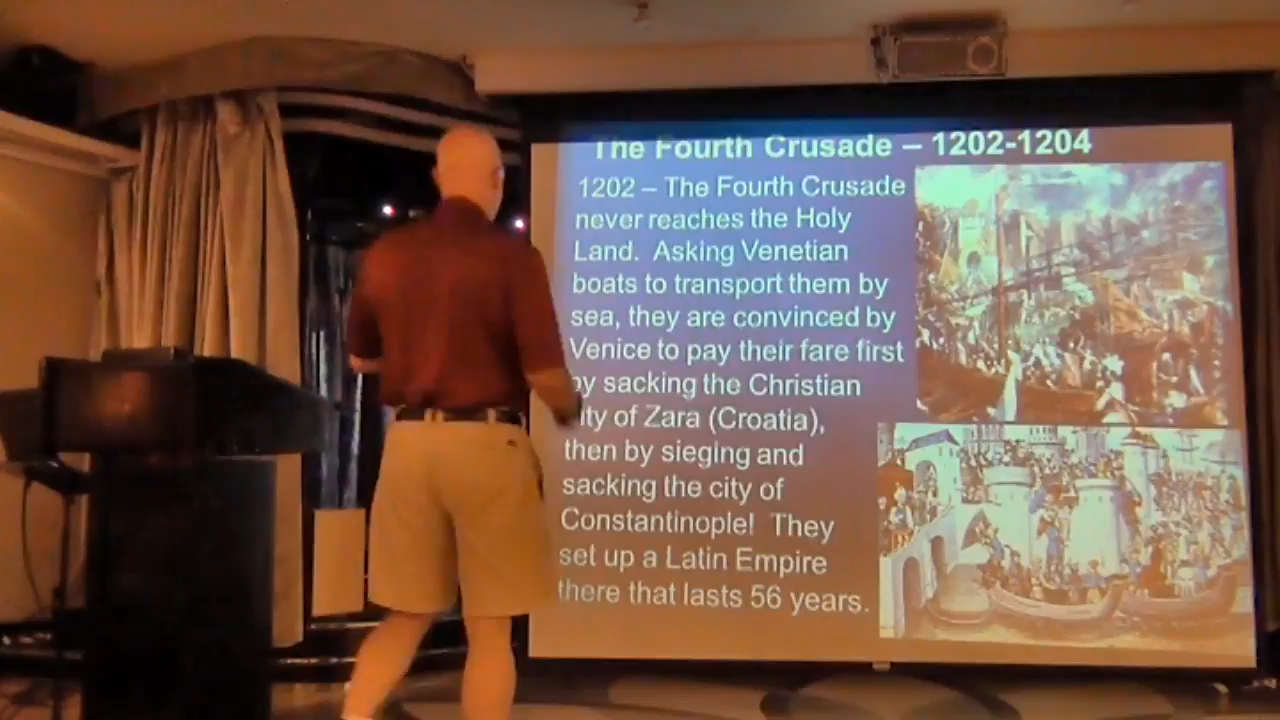 The Fourth Crusade – 1202-1204
1202 – The Fourth Crusade
never reaches the Holy
Land. Asking Venetian
boats to transport them by
sea, they are convinced by
Venice to pay their fare first
by sacking the Christian
city of Zara (Croatia),
then by sieging and
sacking the city of
Constantinople! They
set up a Latin Empire
there that lasts 56 years.